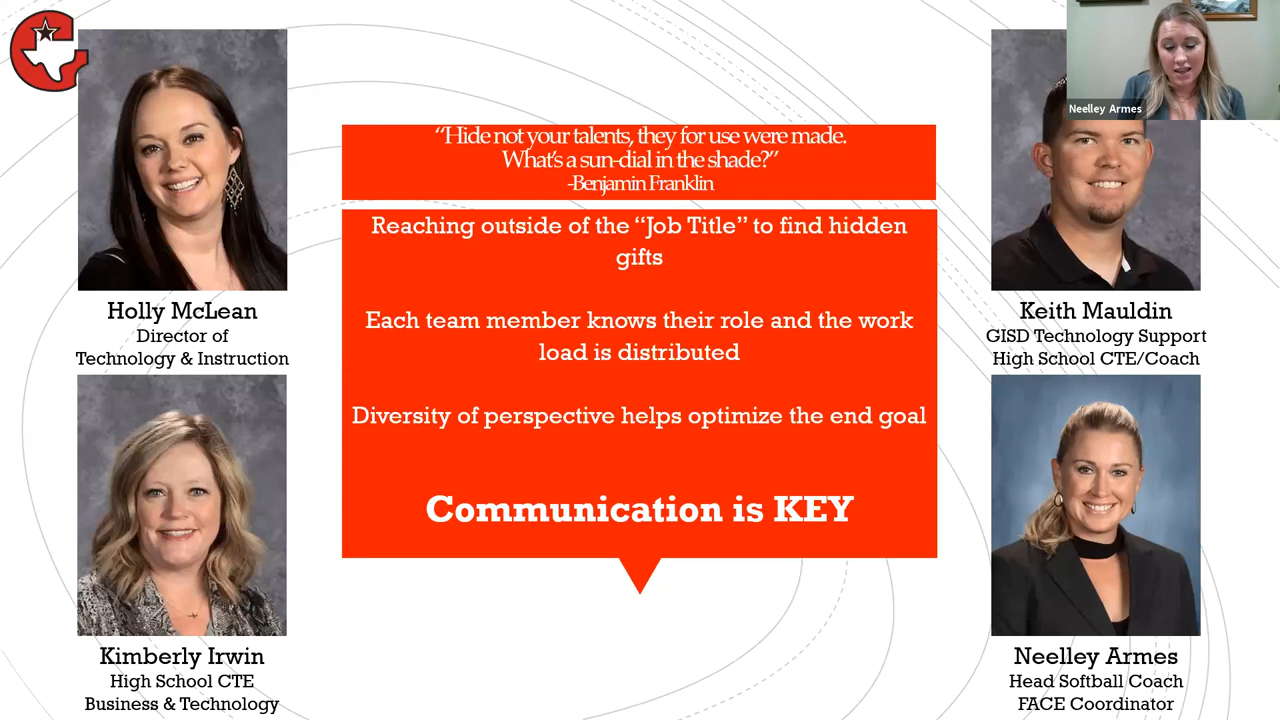 Neelley Armes
“Hide not your talents, they for use were made.
What’s a sun-dial in the shade?”
-Benjamin Franklin
Reaching outside of the “Job Title” to find hidden
gifts
Each team member knows their role and the work
load is distributed
Diversity of perspective helps optimize the end goal
Communication is KEY
Holly McLean
Director of
Technology & Instruction
Keith Mauldin
GISD Technology Support
High School CTE/Coach
Kimberly Irwin
High School CTE
Business & Technology
Neelley Armes
Head Softball Coach
FACE Coordinator